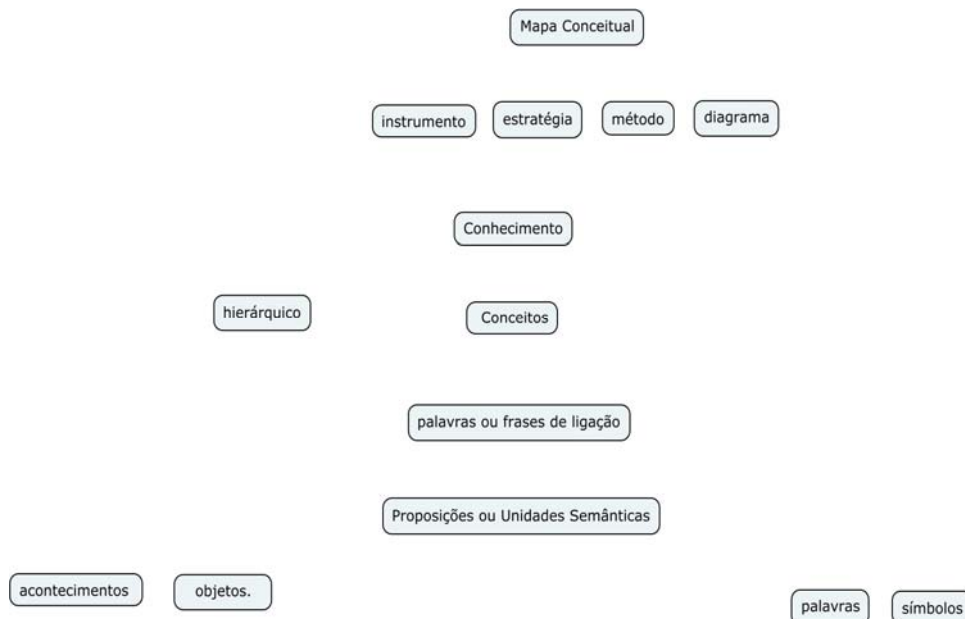 Mapa Conceitual
instrumento estratégia método diagrama
Conhecimento
hierárquico Conceitos
palavras ou frases de ligação
Proposições ou Unidades Semânticas
acontecimentos objetos. palavras símbolos